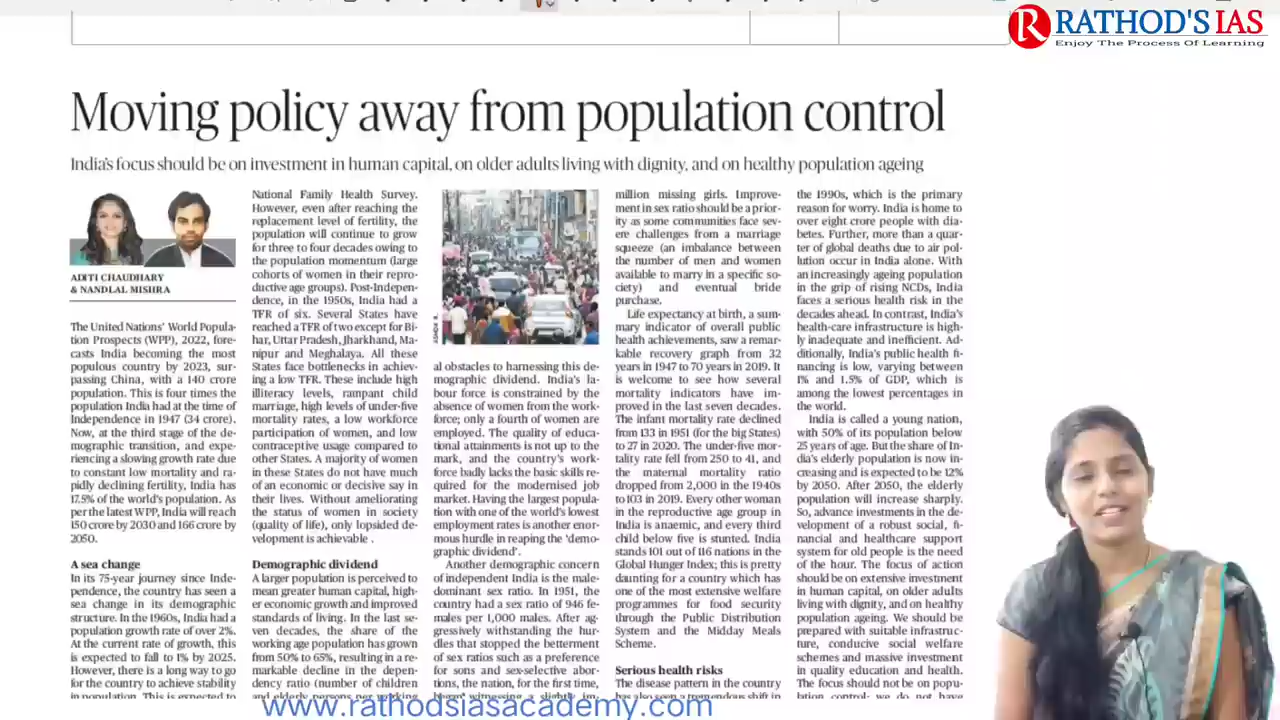 RATHOD'S IAS
Enjoy The Process Of Learning
Moving policy away from population control
India's focus should be on investment in human capital, on older adults living with dignity, and on healthy population ageing
ADITI CHAUDHARY
& NANDLAL MISHRA
The United Nations' World Popula-
tion Prospects (WPP), 2022, fore-
casts India becoming the most
populous country by 2023, sur-
passing China, with a 140 crore
population. This is four times the
population India had at the time of
Independence in 1947 (34 crore).
Now, at the third stage of the de-
mographic transition, and expe-
riencing a slowing growth rate due
to constant low mortality and ra-
pidly declining fertility, India has
17.5% of the world's population. As
per the latest WPP, India will reach
150 crore by 2030 and 166 crore by
2050.
A sea change
In its 75-year journey since Inde-
pendence, the country has seen a
sea change in its demographic
structure. In the 1960s, India had a
population growth rate of over 2%.
At the current rate of growth, this
is expected to fall to 1% by 2025.
However, there is a long way to go
for the country to achieve stability
in population. This is expected to
National Family Health Survey.
However, even after reaching the
replacement level of fertility, the
population will continue to grow
for three to four decades owing to
the population momentum (large
cohorts of women in their repro-
ductive age groups). Post-Indepen-
dence, in the 1950s, India had a
TFR of six. Several States have
reached a TFR of two except for Bi-
har, Uttar Pradesh, Jharkhand, Ma-
nipur and Meghalaya. All these
States face bottlenecks in achiev-
ing a low TFR. These include high
illiteracy levels, rampant child
marriage, high levels of under-five
mortality rates, a low workforce
participation of women, and low
contraceptive usage compared to
other States. A majority of women
in these States do not have much
of an economic or decisive say in
their lives. Without ameliorating
the status of women in society
(quality of life), only lopsided de-
velopment is achievable .
Demographic dividend
A larger population is perceived to
mean greater human capital, high-
er economic growth and improved
standards of living. In the last se-
ven decades, the share of the
working age population has grown
from 50% to 65%, resulting in a re-
markable decline in the depen-
dency ratio (number of children
and elderly persons per working
al obstacles to harnessing this de-
mographic dividend. India's la-
bour force is constrained by the
absence of women from the work-
force; only a fourth of women are
employed. The quality of educa-
tional attainments is not up to the
mark, and the country's work-
force badly lacks the basic skills re-
quired for the modernised job
market. Having the largest popula-
tion with one of the world's lowest
employment rates is another enor-
mous hurdle in reaping the 'demo-
graphic dividend'.
Another demographic concern
of independent India is the male-
dominant sex ratio. In 1951, the
country had a sex ratio of 946 fe-
males per 1,000 males. After ag-
gressively withstanding the hur-
dles that stopped the betterment
of sex ratios such as a preference
for sons and sex-selective abor-
tions, the nation, for the first time,
million missing girls. Improve-
ment in sex ratio should be a prior-
ity as some communities face sev-
ere challenges from a marriage
squeeze (an imbalance between
the number of men and women
available to marry in a specific so-
ciety) and eventual bride
purchase.
Life expectancy at birth, a sum-
mary indicator of overall public
health achievements, saw a remar-
kable recovery graph from 32
years in 1947 to 70 years in 2019. It
is welcome to see how several
mortality indicators have im-
proved in the last seven decades.
The infant mortality rate declined
from 133 in 1951 (for the big States)
to 27 in 2020. The under-five mor-
tality rate fell from 250 to 41, and
the maternal mortality ratio
dropped from 2,000 in the 1940s
to 103 in 2019. Every other woman
in the reproductive age group in
India is anaemic, and every third
child below five is stunted. India
stands 101 out of 116 nations in the
Global Hunger Index; this is pretty
daunting for a country which has
one of the most extensive welfare
programmes for food security
through the Public Distribution
System and the Midday Meals
Scheme.
Serious health risks
The disease pattern in the country
has also seen a tremendous shift in
the 1990s, which is the primary
reason for worry. India is home to
over eight crore people with dia-
betes. Further, more than a quar-
ter of global deaths due to air pol-
lution occur in India alone. With
an increasingly ageing population
in the grip of rising NCDs, India
faces a serious health risk in the
decades ahead. In contrast, India's
health-care infrastructure is high-
ly inadequate and inefficient. Ad-
ditionally, India's public health fi-
nancing is low, varying between
1% and 1.5% of GDP, which is
among the lowest percentages in
the world.
India is called a young nation,
with 50% of its population below
25 years of age. But the share of In-
dia's elderly population is now in-
creasing and is expected to be 12%
by 2050. After 2050, the elderly
population will increase sharply.
So, advance investments in the de-
velopment of a robust social, fi-
nancial and healthcare support
system for old people is the need
of the hour. The focus of action
should be on extensive investment
in human capital, on older adults
living with dignity, and on healthy
population ageing. We should be
prepared with suitable infrastruc-
ture, conducive social welfare
schemes and massive investment
in quality education and health.
The focus should not be on popu-
lation control; we do not have
www.rathodsiasacademy.com